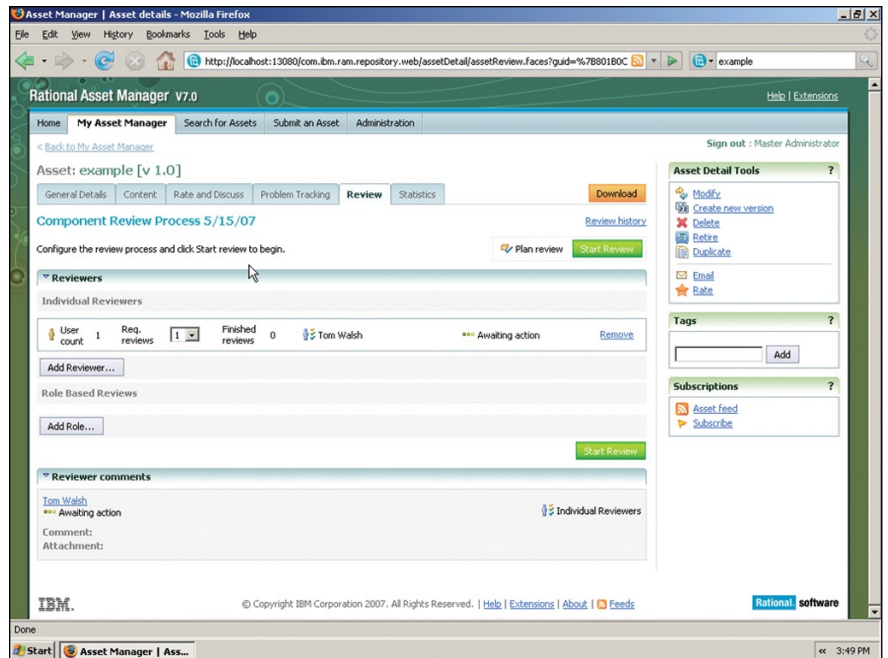 Asset Manager | Asset details - Mozilla Firefox
File Edit View History Bookmarks Tools Help
http://localhost:13080/com.ibm.ram.repository.web/assetDetail/assetReview.faces?guid=%7B801B0C
example
Rational Asset Manager V7.0
Help | Extensions
Home My Asset Manager Search for Assets Submit an Asset Administration
< Back to My Asset Manager
Sign out : Master Administrator
Asset: example [v 1.0]
General Details Content Rate and Discuss Problem Tracking Review Statistics
Download
Component Review Process 5/15/07
Review history
Configure the review process and click Start review to begin.
Plan review
Start Review
Reviewers
Individual Reviewers
User count 1 Req. reviews 1 Finished reviews 0 Tom Walsh Awaiting action Remove
Add Reviewer...
Role Based Reviews
Add Role...
Start Review
Reviewer comments
Tom Walsh
Awaiting action
Individual Reviewers
Comment:
Attachment:
Asset Detail Tools ?
Modify
Create new version
Delete
Retire
Duplicate
Email
Rate
Tags ?
Add
Subscriptions ?
Asset feed
Subscribe
IBM.
© Copyright IBM Corporation 2007. All Rights Reserved. | Help | Extensions | About | Feeds
Rational. software
Done
Start
Asset Manager | Ass...
« 3:49 PM